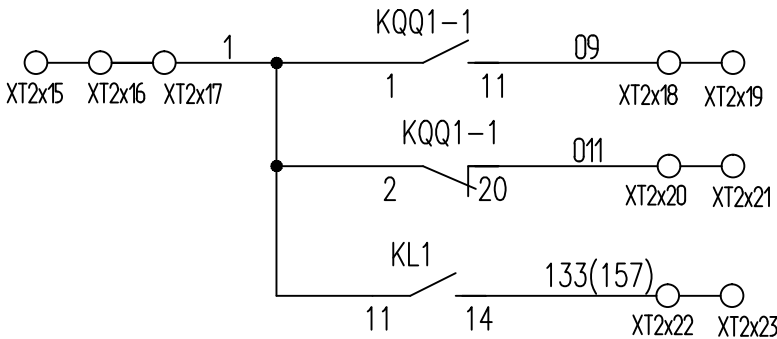 KQQ1-1
1
09
XT2x15
XT2x16
XT2x17
1
11
XT2x18
XT2x19
KQQ1-1
011
2
20
XT2x20
XT2x21
KL1
133(157)
11
14
XT2x22
XT2x23